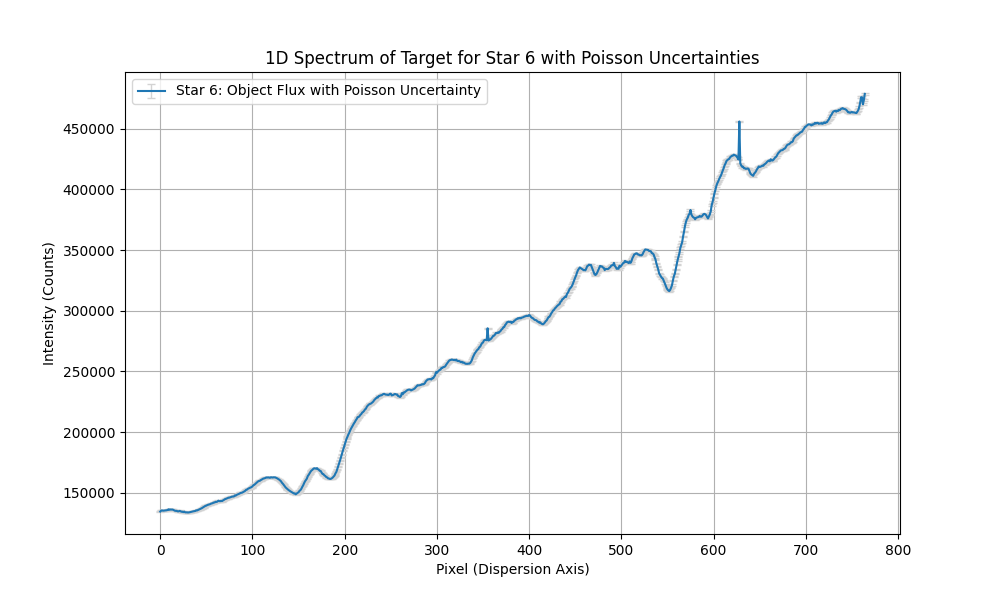 1D Spectrum of Target for Star 6 with Poisson Uncertainties
Star 6: Object Flux with Poisson Uncertainty
Intensity (Counts)
450000
400000
350000
300000
250000
200000
150000
0 100 200 300 400 500 600 700 800
Pixel (Dispersion Axis)